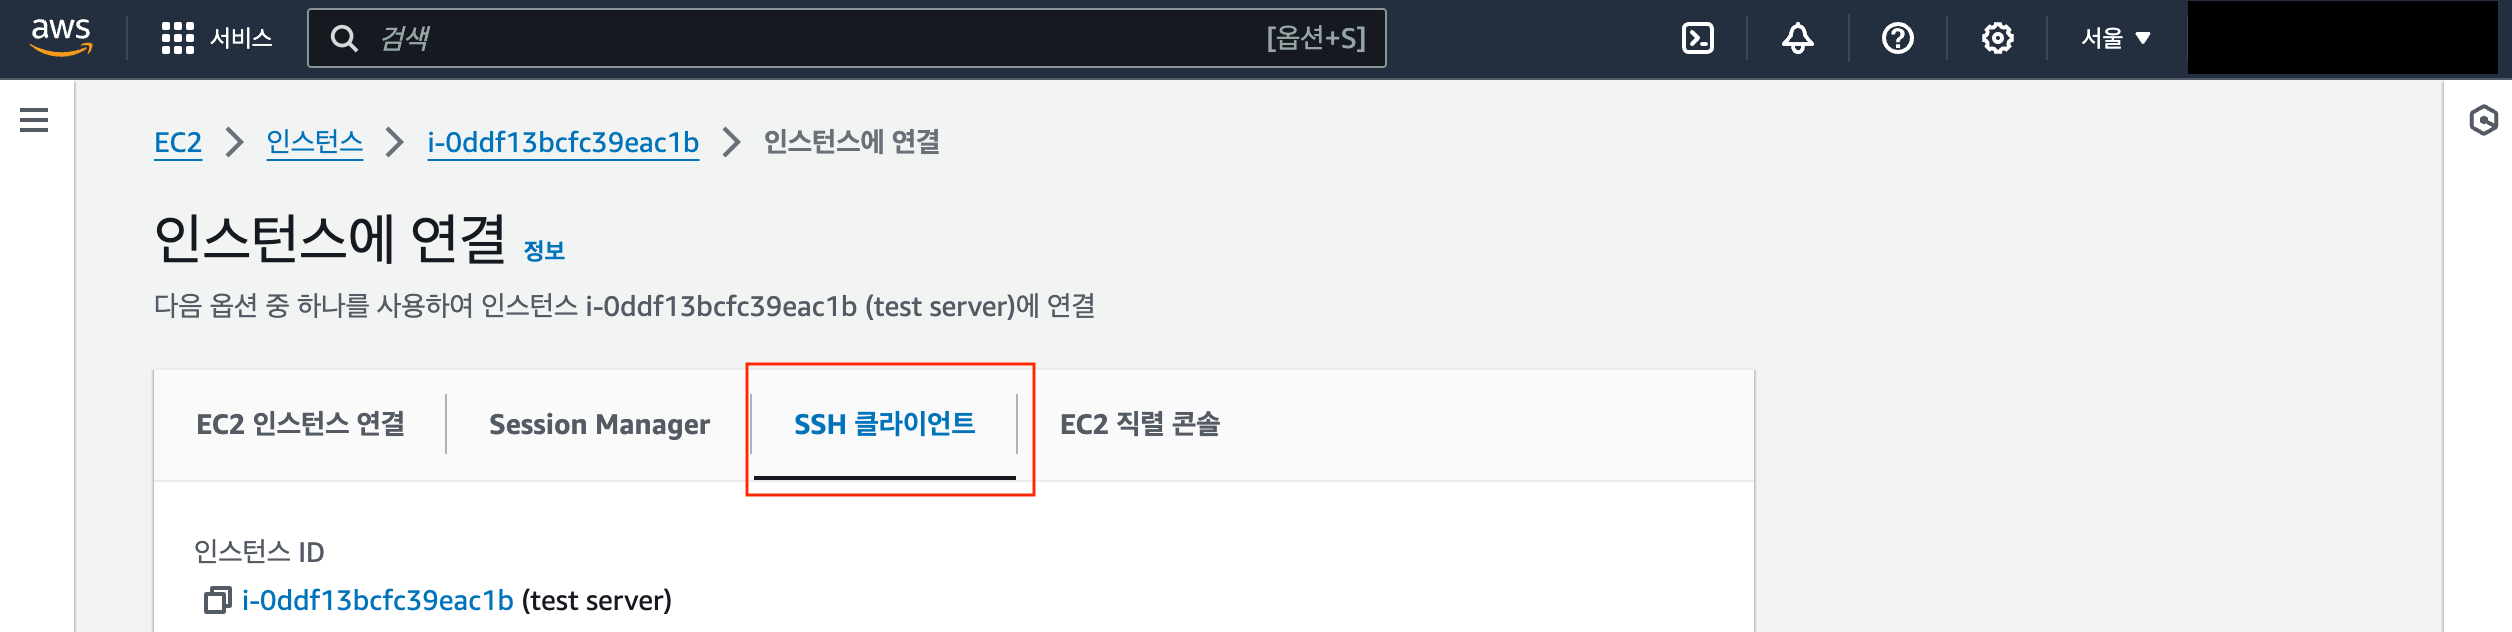 aws 서비스 검색 [옵션+S] 서울
EC2 인스턴스 i-0ddf13bcfc39eac1b 인스턴스에 연결
인스턴스에 연결 정보
다음 옵션 중 하나를 사용하여 인스턴스 i-0ddf13bcfc39eac1b (test server)에 연결
EC2 인스턴스 연결 Session Manager SSH 클라이언트 EC2 직렬 콘솔
인스턴스 ID
i-0ddf13bcfc39eac1b (test server)